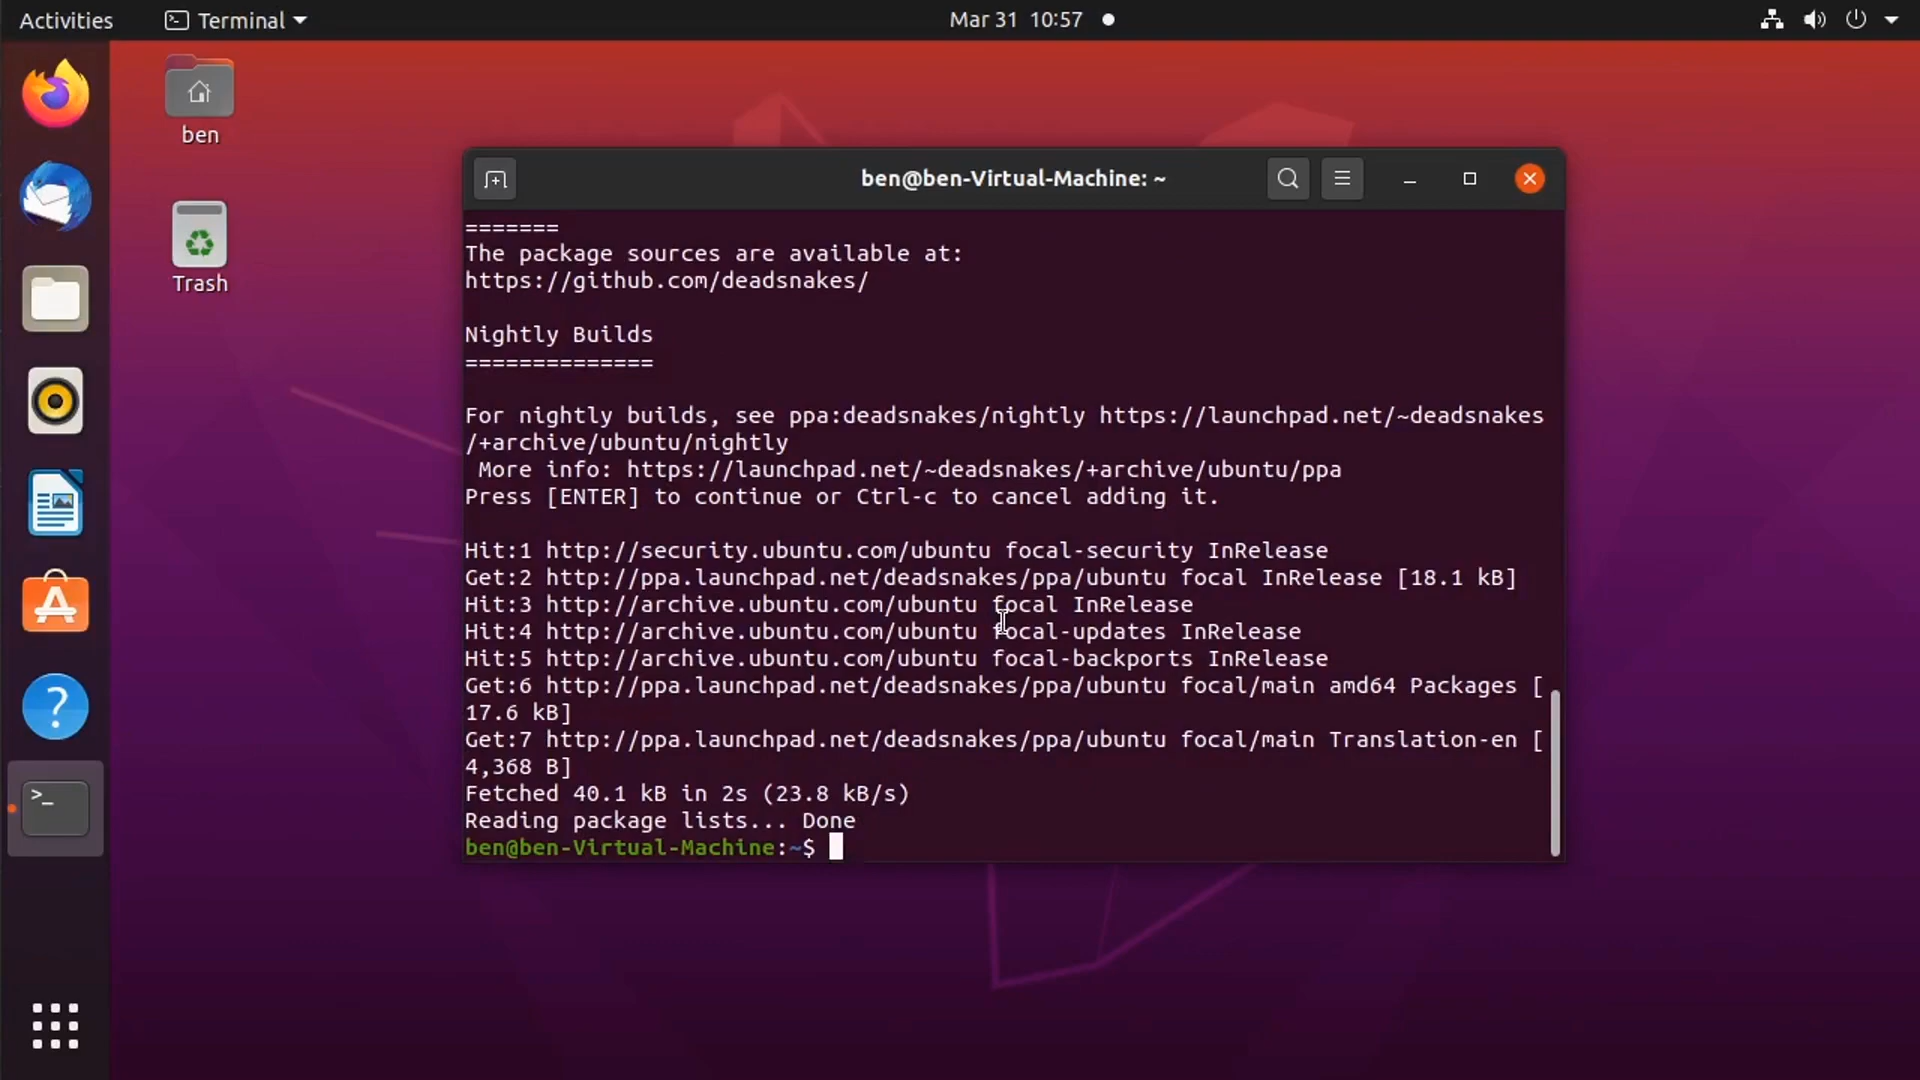 Activities
Terminal
Mar 31 10:57
ben
Trash
ben@ben-Virtual-Machine: ~
=======
The package sources are available at:
https://github.com/deadsnakes/
Nightly Builds
==============
For nightly builds, see ppa:deadsnakes/nightly https://launchpad.net/~deadsnakes
/+archive/ubuntu/nightly
 More info: https://launchpad.net/~deadsnakes/+archive/ubuntu/ppa
Press [ENTER] to continue or Ctrl-c to cancel adding it.
Hit:1 http://security.ubuntu.com/ubuntu focal-security InRelease
Get:2 http://ppa.launchpad.net/deadsnakes/ppa/ubuntu focal InRelease [18.1 kB]
Hit:3 http://archive.ubuntu.com/ubuntu focal InRelease
Hit:4 http://archive.ubuntu.com/ubuntu focal-updates InRelease
Hit:5 http://archive.ubuntu.com/ubuntu focal-backports InRelease
Get:6 http://ppa.launchpad.net/deadsnakes/ppa/ubuntu focal/main amd64 Packages [
17.6 kB]
Get:7 http://ppa.launchpad.net/deadsnakes/ppa/ubuntu focal/main Translation-en [
4,368 B]
Fetched 40.1 kB in 2s (23.8 kB/s)
Reading package lists... Done
ben@ben-Virtual-Machine:~$